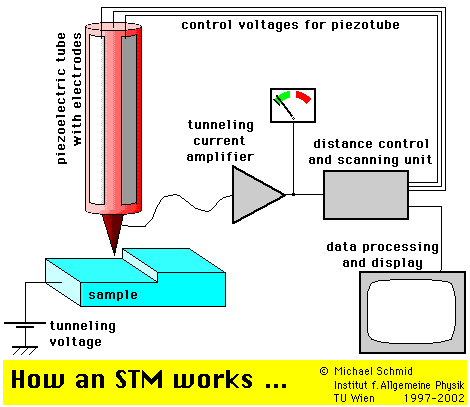 control voltages for piezotube
piezoelectric tube
with electrodes
tunneling
current
amplifier
distance control
and scanning unit
data processing
and display
sample
tunneling
voltage
How an STM works ...
© Michael Schmid
Institut f. Allgemeine Physik
TU Wien 1997-2002